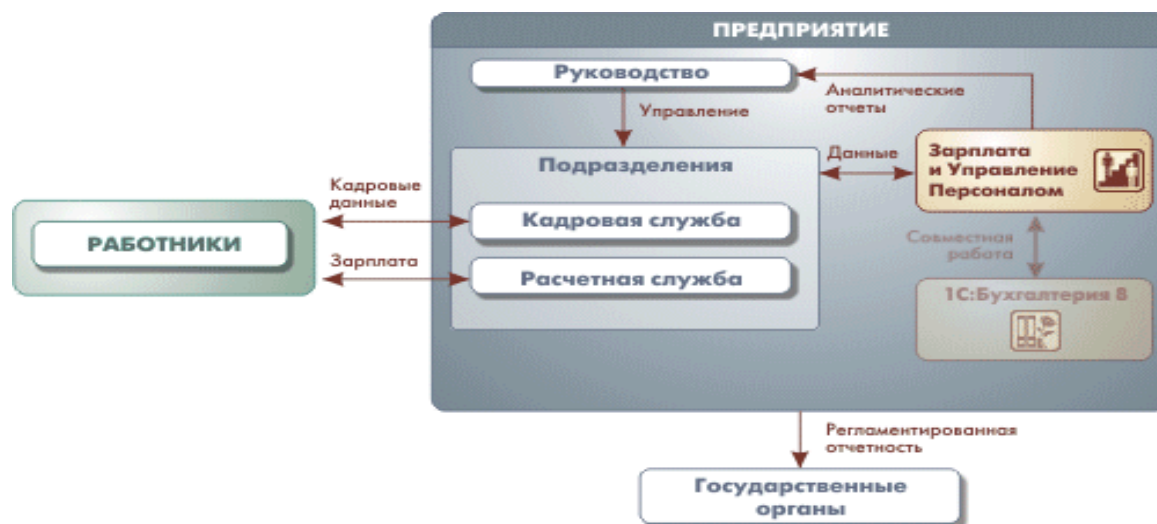 ПРЕДПРИЯТИЕ
Руководство
Аналитические
отчеты
Управление
Подразделения
Данные
Зарплата
и Управление
Персоналом
Кадровые
данные
Кадровая служба
РАБОТНИКИ
Зарплата
Расчетная служба
Совместная
работа
1С:Бухгалтерия 8
Регламентированная
отчетность
Государственные
органы